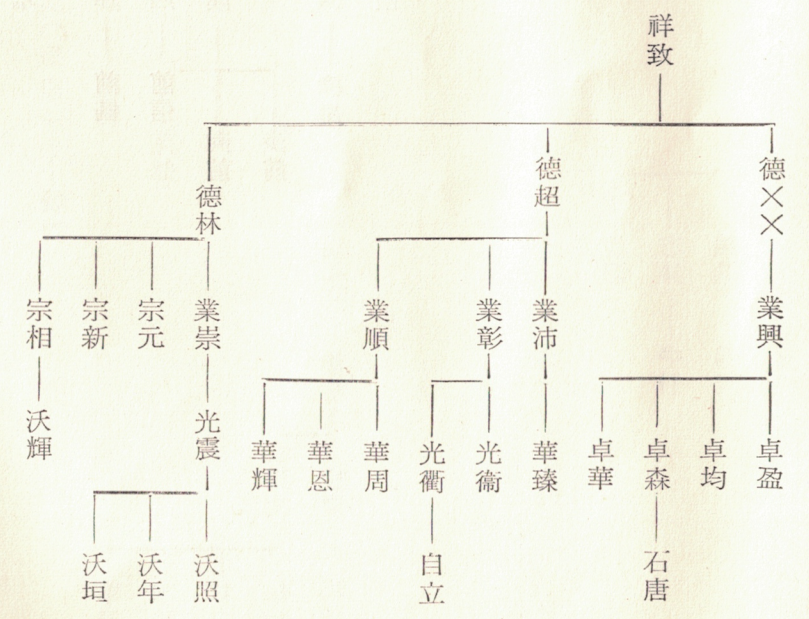 祥致
德××
德超
德林
業興
業沛
業彰
業順
業崇
宗元
宗新
宗相
卓盈
卓均
卓森
卓華
華臻
光衞
光衢
華周
華恩
華輝
光震
沃輝
石唐
自立
沃照
沃年
沃垣